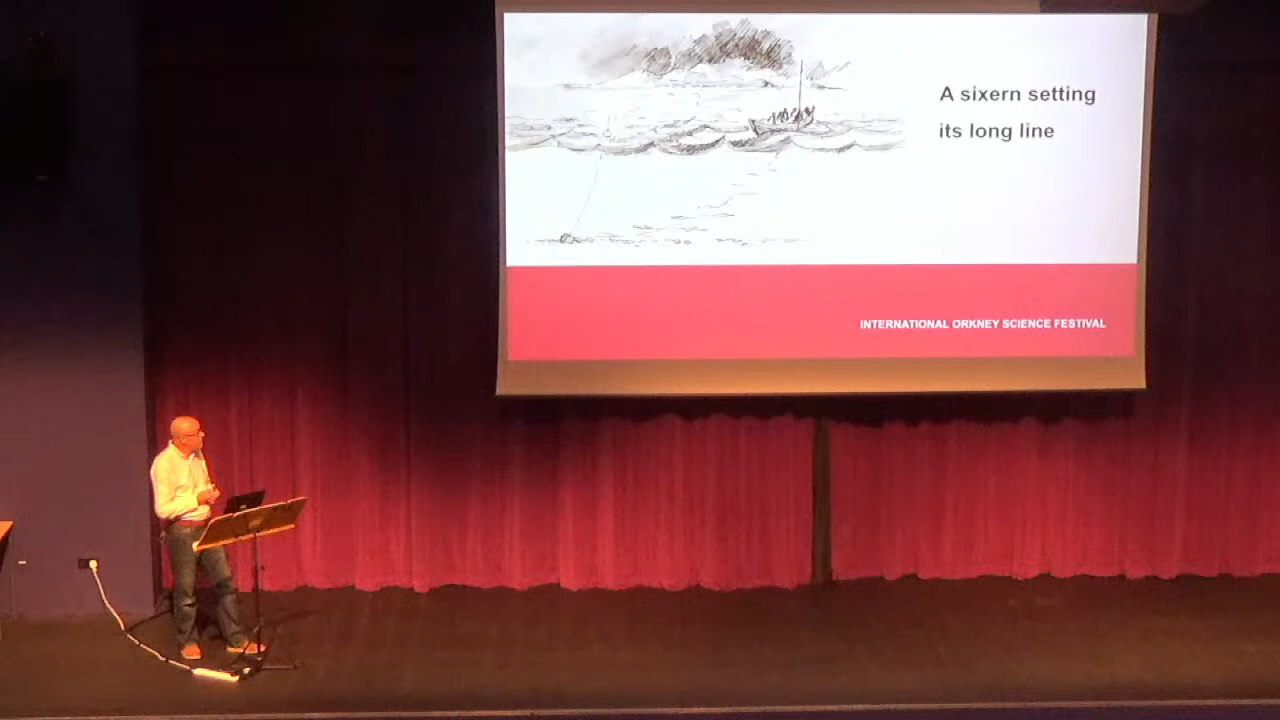 A sixern setting
its long line
INTERNATIONAL ORKNEY SCIENCE FESTIVAL